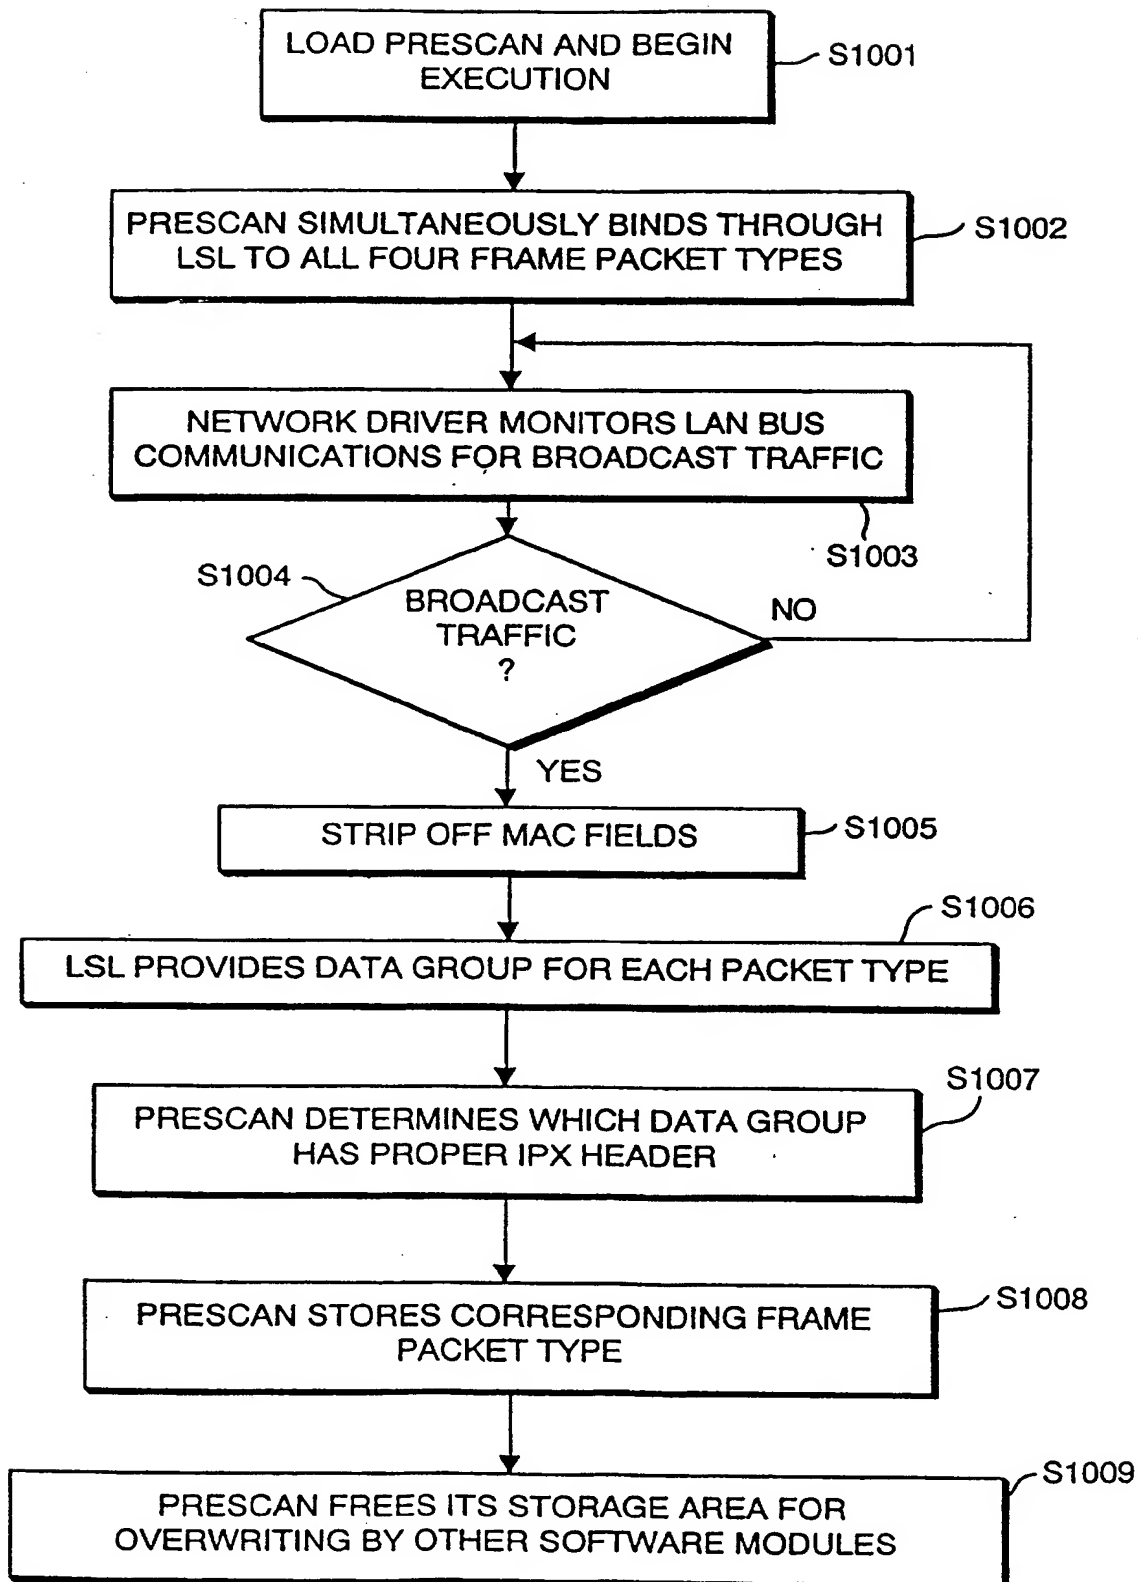 LOAD PRESCAN AND BEGIN
EXECUTION
S1001
PRESCAN SIMULTANEOUSLY BINDS THROUGH
LSL TO ALL FOUR FRAME PACKET TYPES
S1002
NETWORK DRIVER MONITORS LAN BUS
COMMUNICATIONS FOR BROADCAST TRAFFIC
S1003
S1004
BROADCAST
TRAFFIC
?
NO
YES
STRIP OFF MAC FIELDS
S1005
S1006
LSL PROVIDES DATA GROUP FOR EACH PACKET TYPE
S1007
PRESCAN DETERMINES WHICH DATA GROUP
HAS PROPER IPX HEADER
PRESCAN STORES CORRESPONDING FRAME
PACKET TYPE
S1008
PRESCAN FREES ITS STORAGE AREA FOR
OVERWRITING BY OTHER SOFTWARE MODULES
S1009